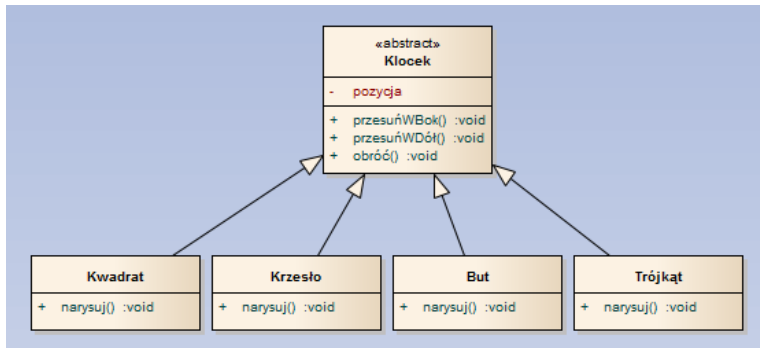 «abstract»
Klocek
- pozycja
+ przesuńWBok() :void
+ przesuńWDół() :void
+ obróć() :void
Kwadrat
+ narysuj() :void
Krzesło
+ narysuj() :void
But
+ narysuj() :void
Trójkąt
+ narysuj() :void